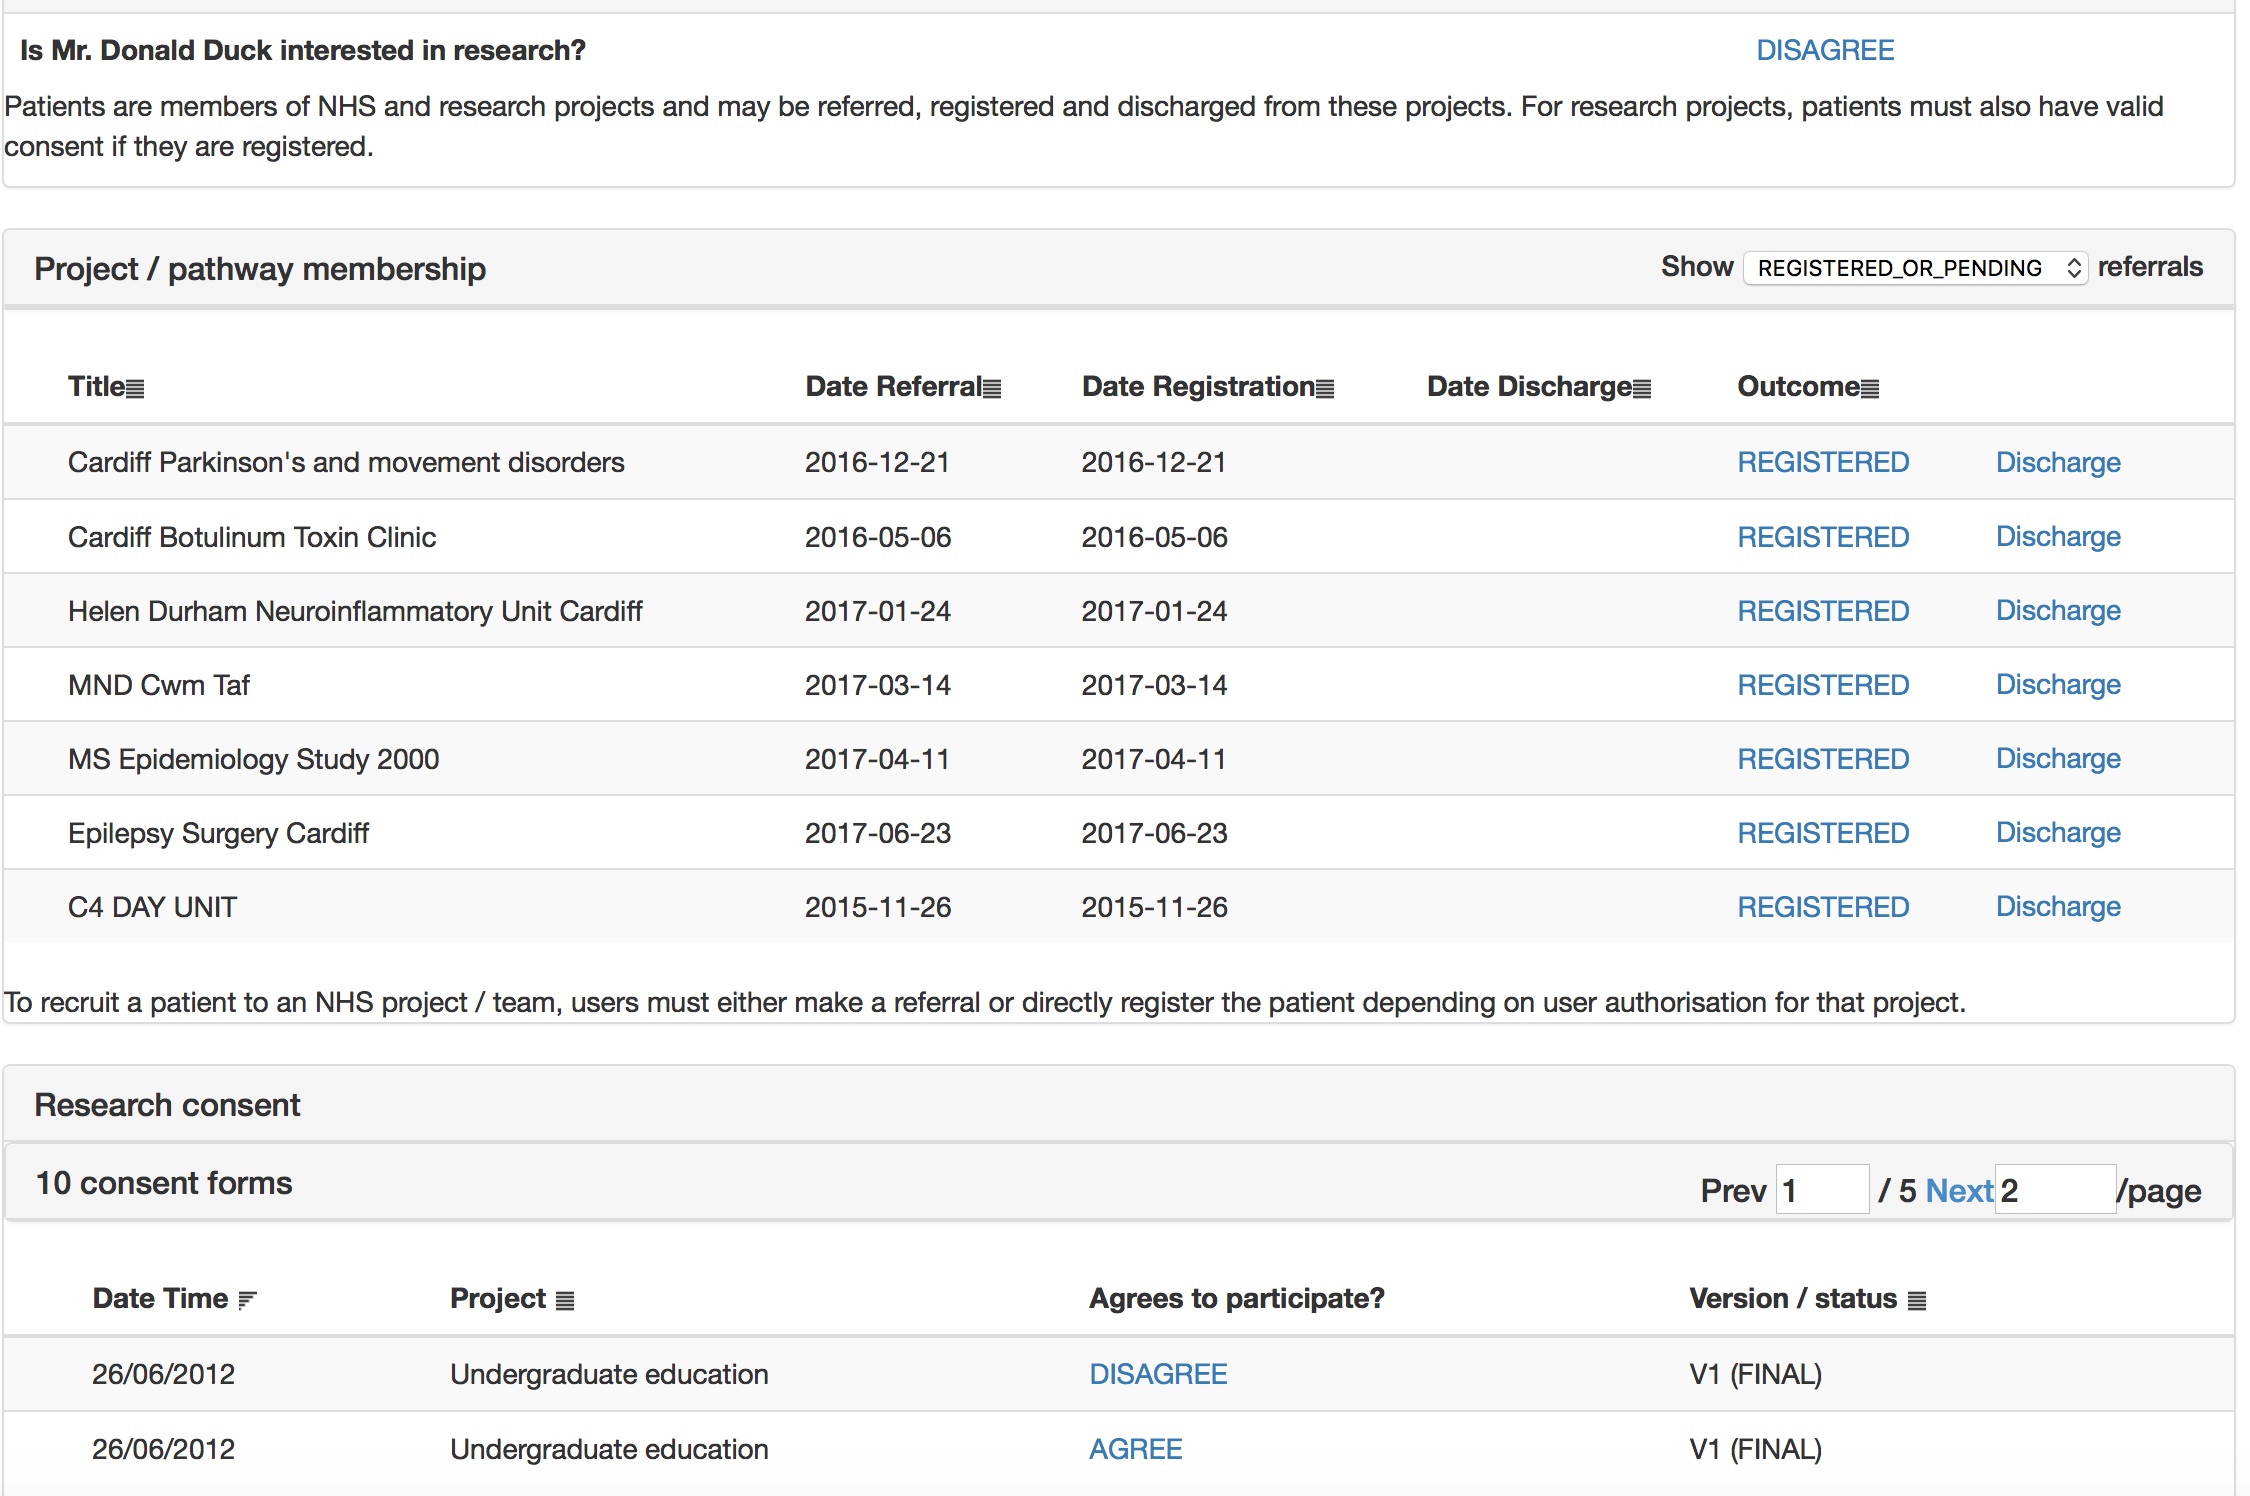 Is Mr. Donald Duck interested in research? DISAGREE
Patients are members of NHS and research projects and may be referred, registered and discharged from these projects. For research projects, patients must also have valid
consent if they are registered.
Project / pathway membership Show REGISTERED_OR_PENDING referrals
Title Date Referral Date Registration Date Discharge Outcome
Cardiff Parkinson's and movement disorders 2016-12-21 2016-12-21 REGISTERED Discharge
Cardiff Botulinum Toxin Clinic 2016-05-06 2016-05-06 REGISTERED Discharge
Helen Durham Neuroinflammatory Unit Cardiff 2017-01-24 2017-01-24 REGISTERED Discharge
MND Cwm Taf 2017-03-14 2017-03-14 REGISTERED Discharge
MS Epidemiology Study 2000 2017-04-11 2017-04-11 REGISTERED Discharge
Epilepsy Surgery Cardiff 2017-06-23 2017-06-23 REGISTERED Discharge
C4 DAY UNIT 2015-11-26 2015-11-26 REGISTERED Discharge
To recruit a patient to an NHS project / team, users must either make a referral or directly register the patient depending on user authorisation for that project.
Research consent
10 consent forms Prev 1 / 5 Next 2 /page
Date Time Project Agrees to participate? Version / status
26/06/2012 Undergraduate education DISAGREE V1 (FINAL)
26/06/2012 Undergraduate education AGREE V1 (FINAL)